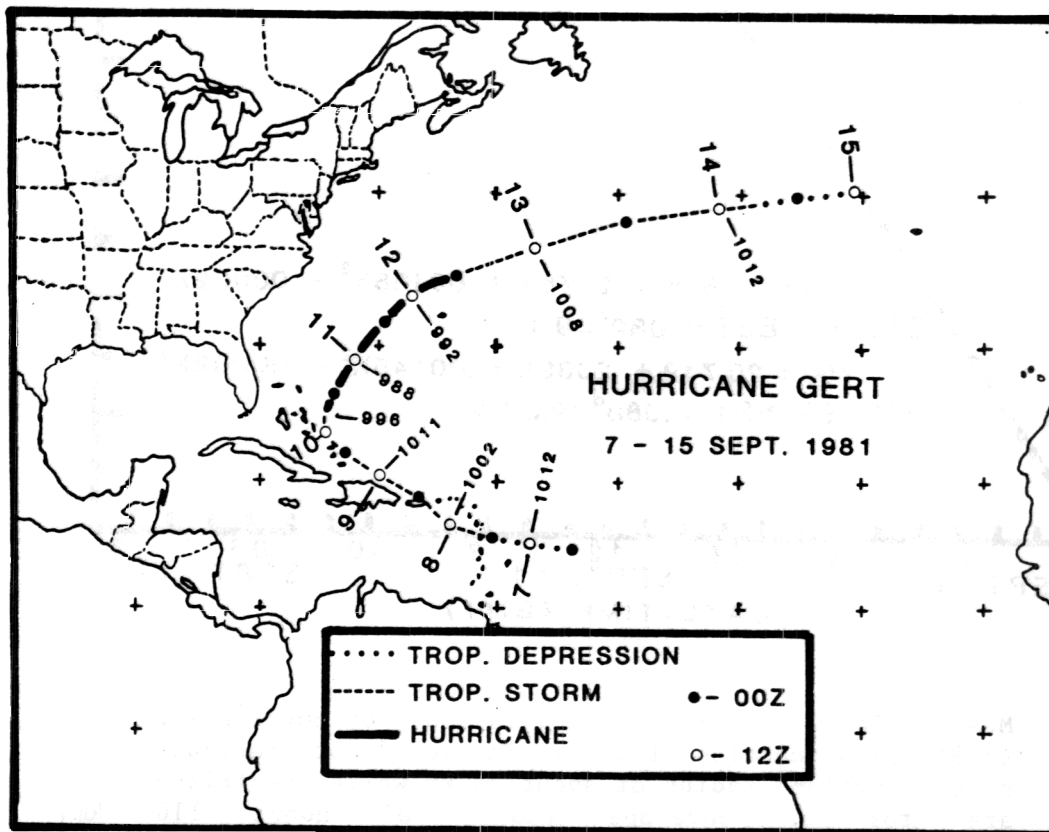 15
14
13
1012
12
1008
992
11
988
HURRICANE GERT
996
7 - 15 SEPT. 1981
10
1011
1002
1012
9
8
7
TROP. DEPRESSION
TROP. STORM
- 00Z
HURRICANE
- 12Z